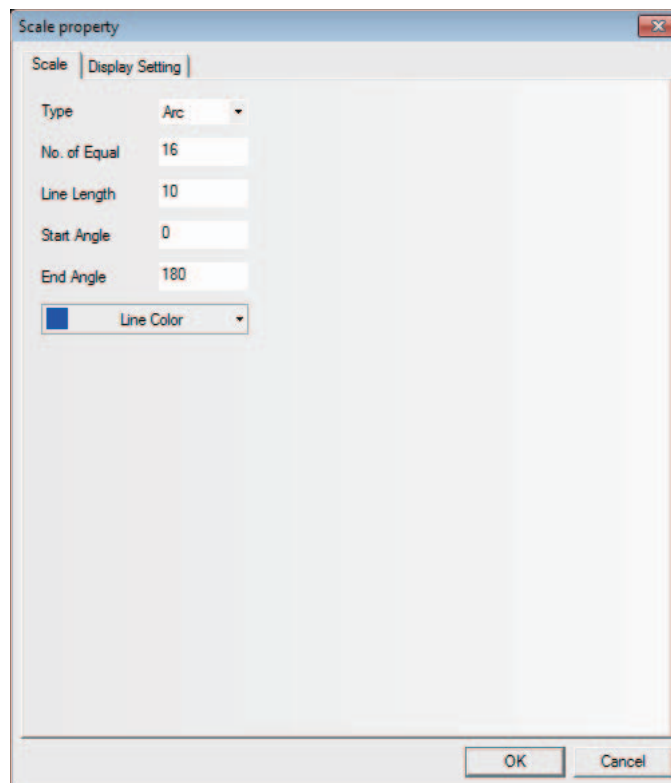 Scale property
Scale Display Setting
Type Arc
No. of Equal 16
Line Length 10
Start Angle 0
End Angle 180
Line Color
OK Cancel